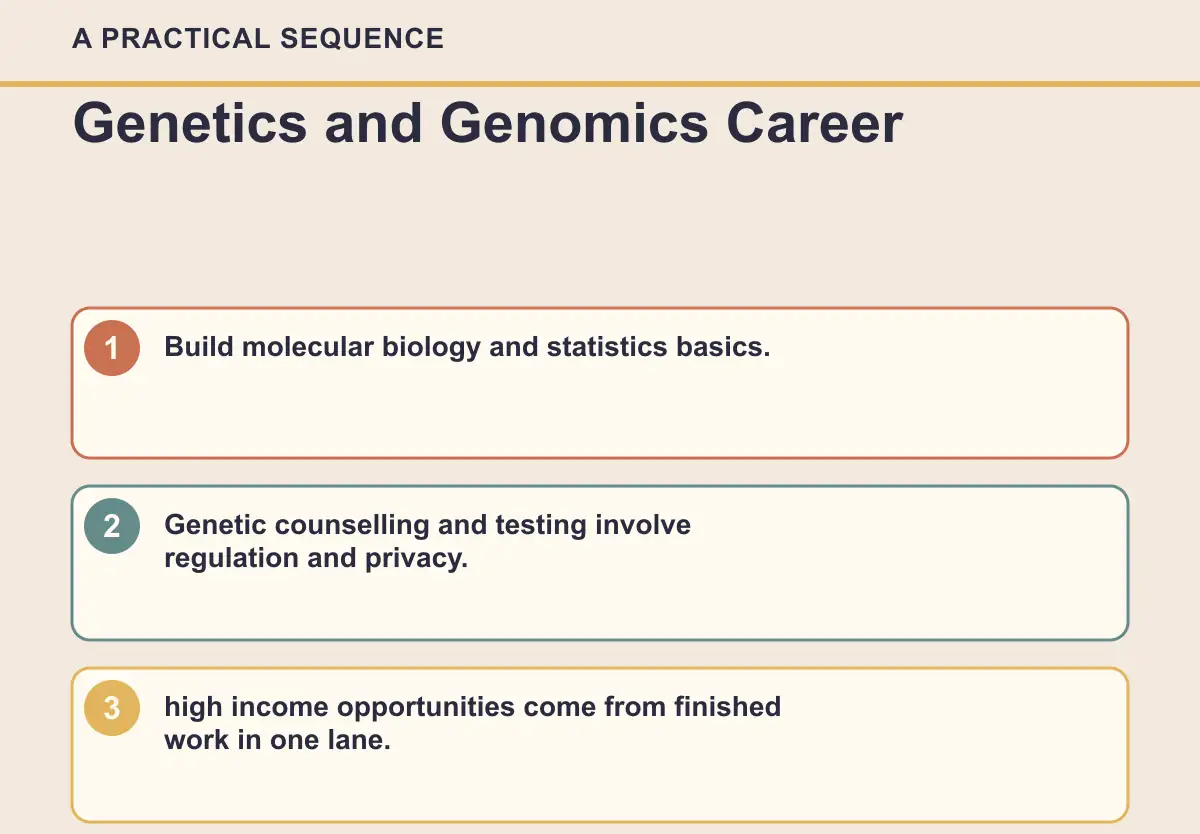 A PRACTICAL SEQUENCE
Genetics and Genomics Career
1
Build molecular biology and statistics basics.
2
Genetic counselling and testing involve
regulation and privacy.
3
high income opportunities come from finished
work in one lane.